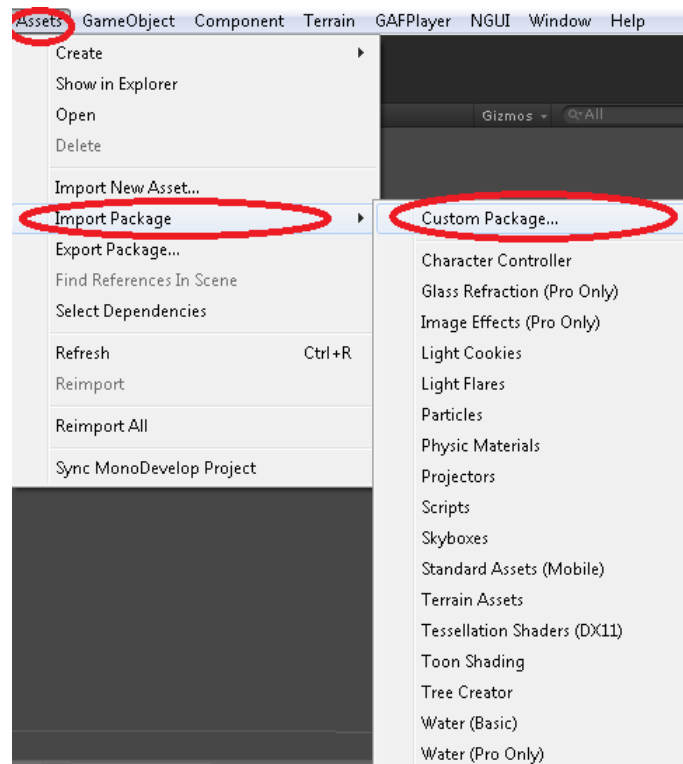 Assets GameObject Component Terrain GAFPlayer NGUI Window Help
Create
Show in Explorer
Open
Delete
Import New Asset...
Import Package
Export Package...
Find References In Scene
Select Dependencies
Refresh Ctrl+R
Reimport
Reimport All
Sync MonoDevelop Project
Gizmos All
Custom Package...
Character Controller
Glass Refraction (Pro Only)
Image Effects (Pro Only)
Light Cookies
Light Flares
Particles
Physic Materials
Projectors
Scripts
Skyboxes
Standard Assets (Mobile)
Terrain Assets
Tessellation Shaders (DX11)
Toon Shading
Tree Creator
Water (Basic)
Water (Pro Only)